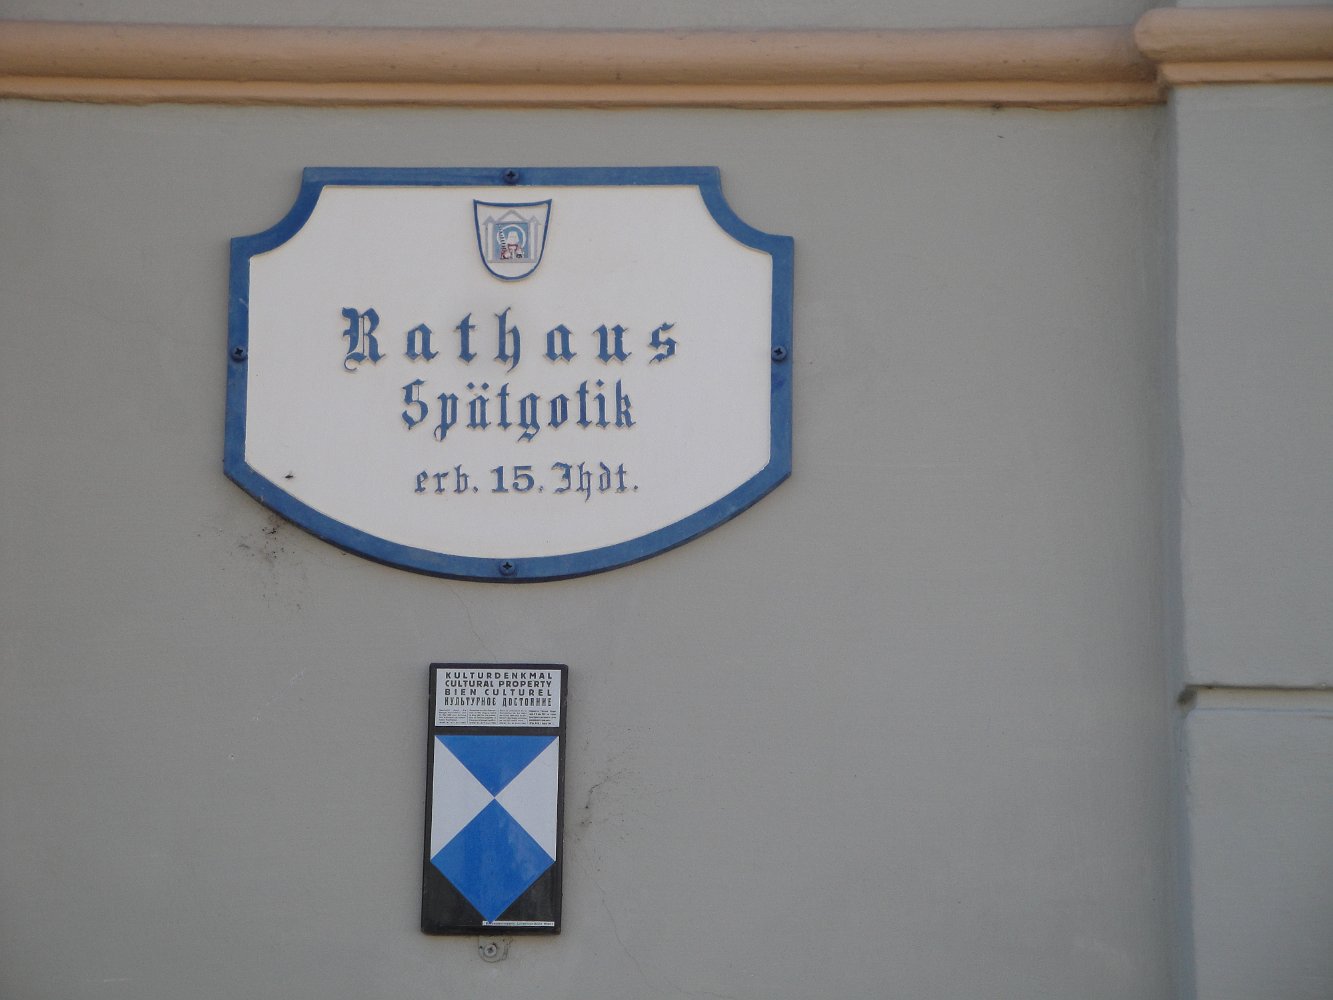 Rathaus
Spätgotik
erb. 15. Jhdt.
KULTURDENKMAL
CULTURAL PROPERTY
BIEN CULTUREL
КУЛЬТУРНОЕ ДОСТОЯНИЕ